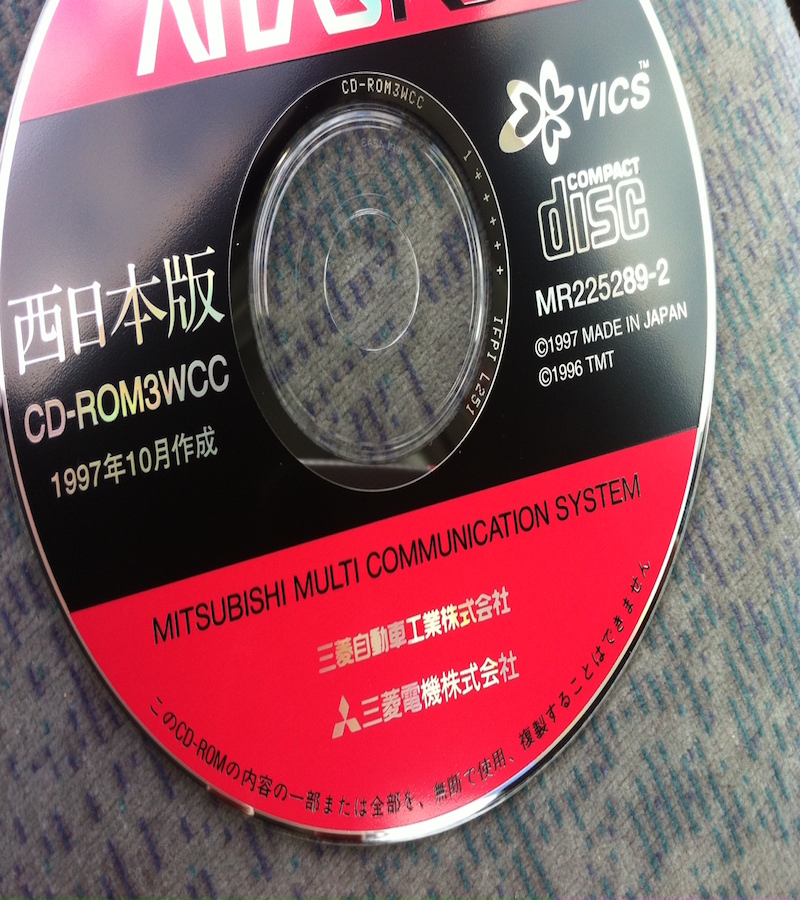 CD-ROM3WCC
VICS™
COMPACT
disc
1 + + + + + +
IFPI L251
西日本版
CD-ROM3WCC
1997年10月作成
MR225289-2
©1997 MADE IN JAPAN
©1996 TMT
MITSUBISHI MULTI COMMUNICATION SYSTEM
三菱自動車工業株式会社
三菱電機株式会社
このCD-ROMの内容の一部または全部を、無断で使用、複製することはできません